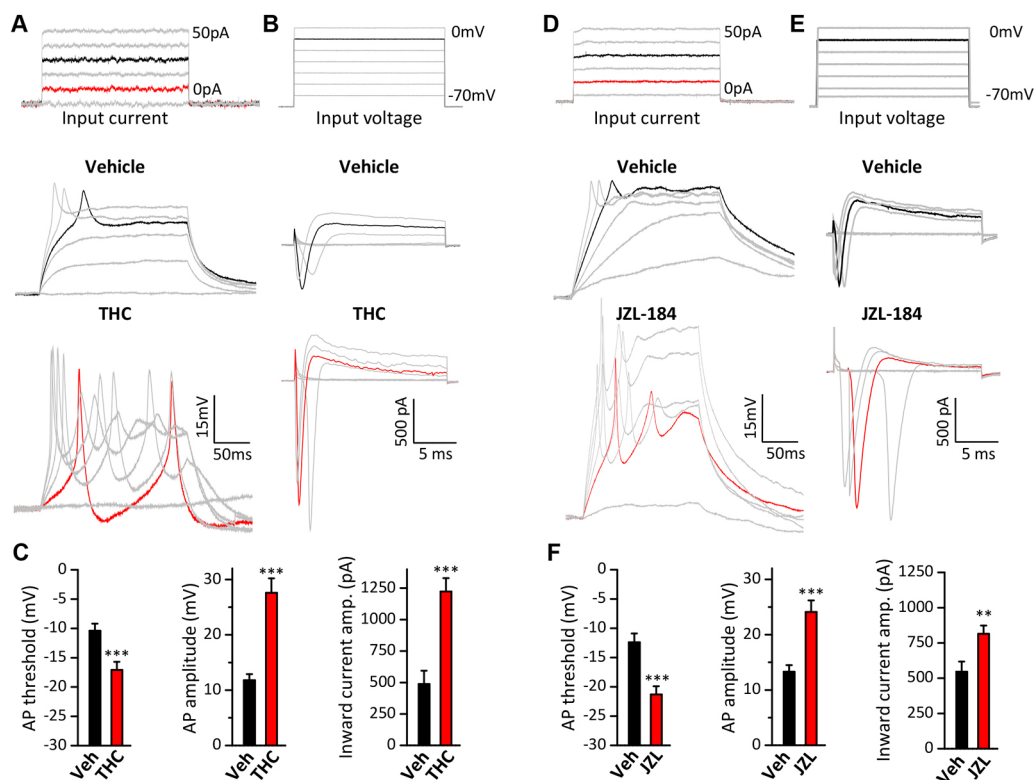 A
50pA
0pA
Input current
B
0mV
-70mV
Input voltage
Vehicle
Vehicle
THC
THC
15mV
50ms
500 pA
5 ms
D
50pA
0pA
Input current
E
0mV
-70mV
Input voltage
Vehicle
Vehicle
JZL-184
JZL-184
15mV
50ms
500 pA
5 ms
C
AP threshold (mV)
0
-5
-10
-15
-20
-25
-30
***
Veh
THC
AP amplitude (mV)
30
20
10
0
***
Veh
THC
Inward current amp. (pA)
1250
1000
750
500
250
0
***
Veh
THC
F
AP threshold (mV)
0
-5
-10
-15
-20
-25
-30
***
Veh
JZL
AP amplitude (mV)
30
20
10
0
***
Veh
JZL
Inward current amp. (pA)
1250
1000
750
500
250
0
**
Veh
JZL